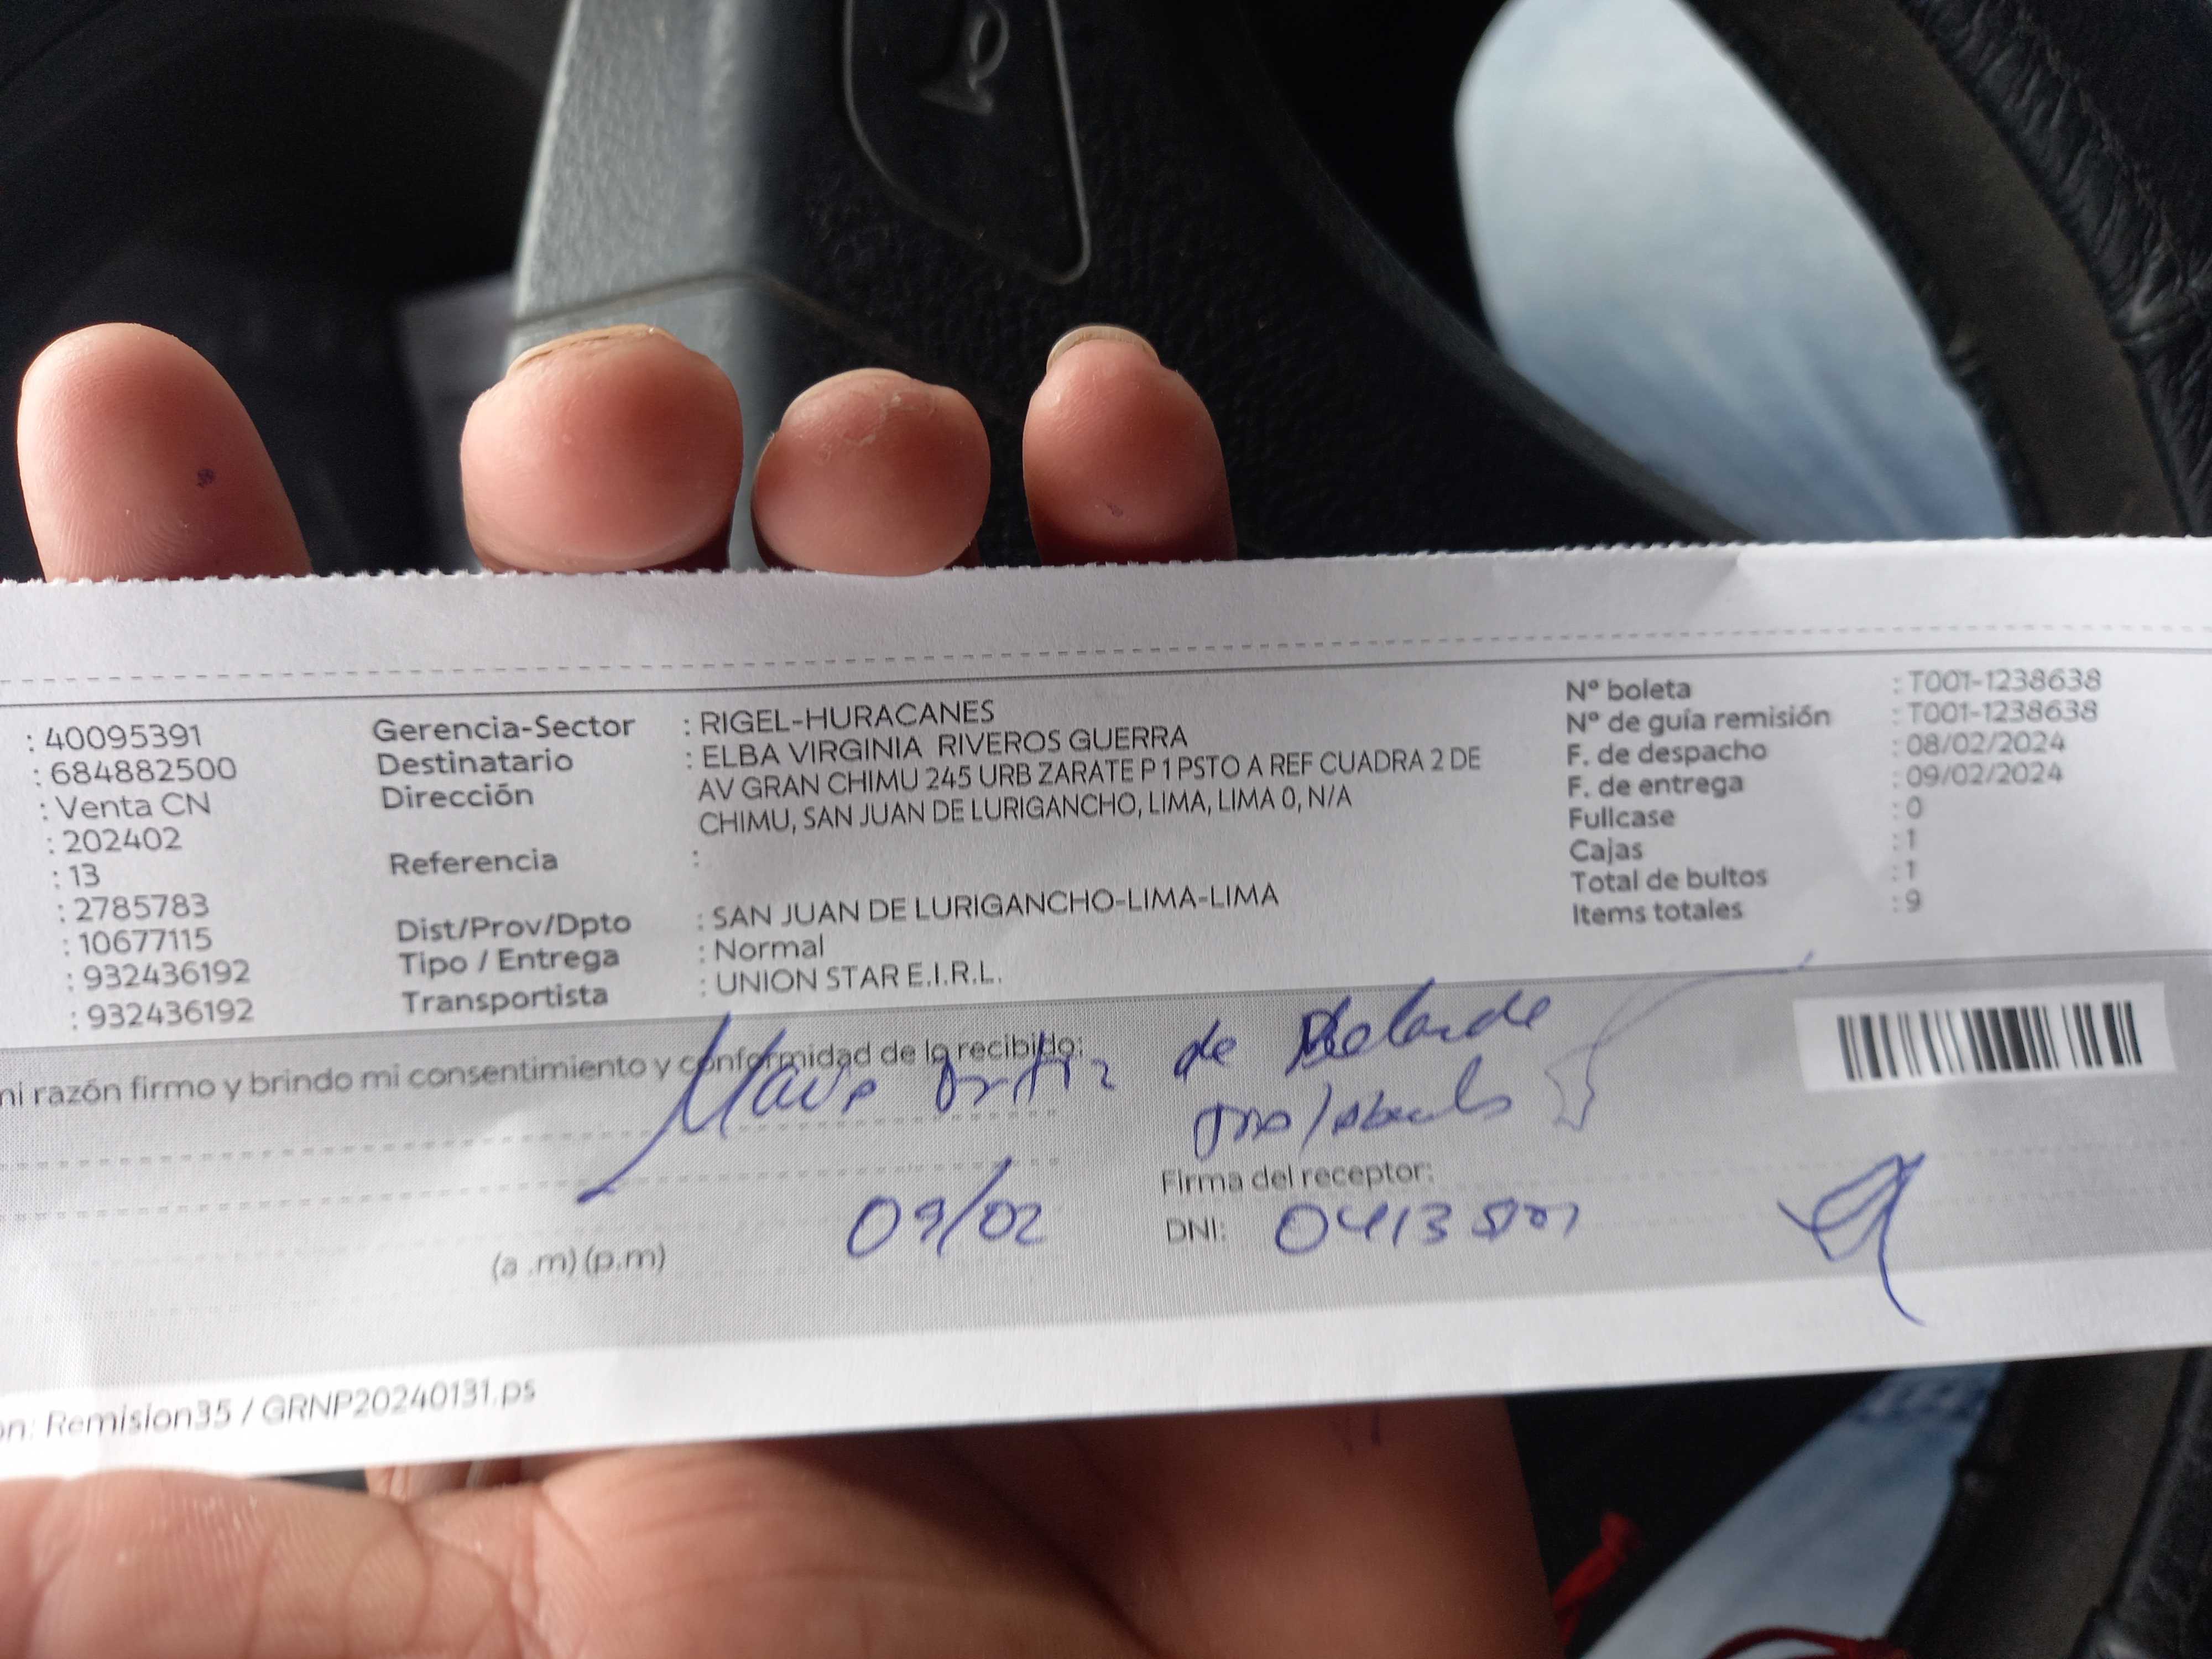 : 40095391
: 684882500
: Venta CN
: 202402
: 13
: 2785783
: 10677115
: 932436192
: 932436192
Gerencia-Sector : RIGEL-HURACANES
Destinatario : ELBA VIRGINIA RIVEROS GUERRA
Dirección : AV GRAN CHIMU 245 URB ZARATE P 1 PSTO A REF CUADRA 2 DE
CHIMU, SAN JUAN DE LURIGANCHO, LIMA, LIMA 0, N/A
Referencia :
Dist/Prov/Dpto : SAN JUAN DE LURIGANCHO-LIMA-LIMA
Tipo / Entrega : Normal
Transportista : UNION STAR E.I.R.L.
Nº boleta : T001-1238638
Nº de guía remisión : T001-1238638
F. de despacho : 08/02/2024
F. de entrega : 09/02/2024
Fullcase : 0
Cajas : 1
Total de bultos : 1
Items totales : 9
mi razón firmo y brindo mi consentimiento y conformidad de lo recibido:
de
Firma del receptor:
09/02
DNI:
(a .m) (p.m)
on: Remision35 / GRNP20240131.ps